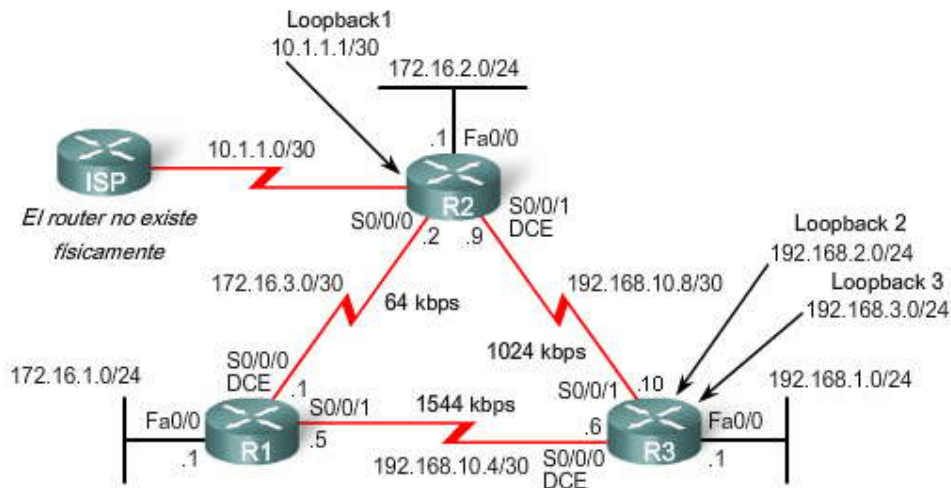 Loopback1
10.1.1.1/30
172.16.2.0/24
.1
Fa0/0
10.1.1.0/30
ISP
El router no existe
físicamente
R2
S0/0/0
.2
.9
S0/0/1
DCE
Loopback 2
192.168.2.0/24
Loopback 3
192.168.3.0/24
172.16.3.0/30
64 kbps
192.168.10.8/30
1024 kbps
172.16.1.0/24
S0/0/0
DCE
.1
S0/0/1
.5
1544 kbps
Fa0/0
.1
R1
192.168.10.4/30
S0/0/1
.10
.6
S0/0/0
DCE
R3
192.168.1.0/24
Fa0/0
.1